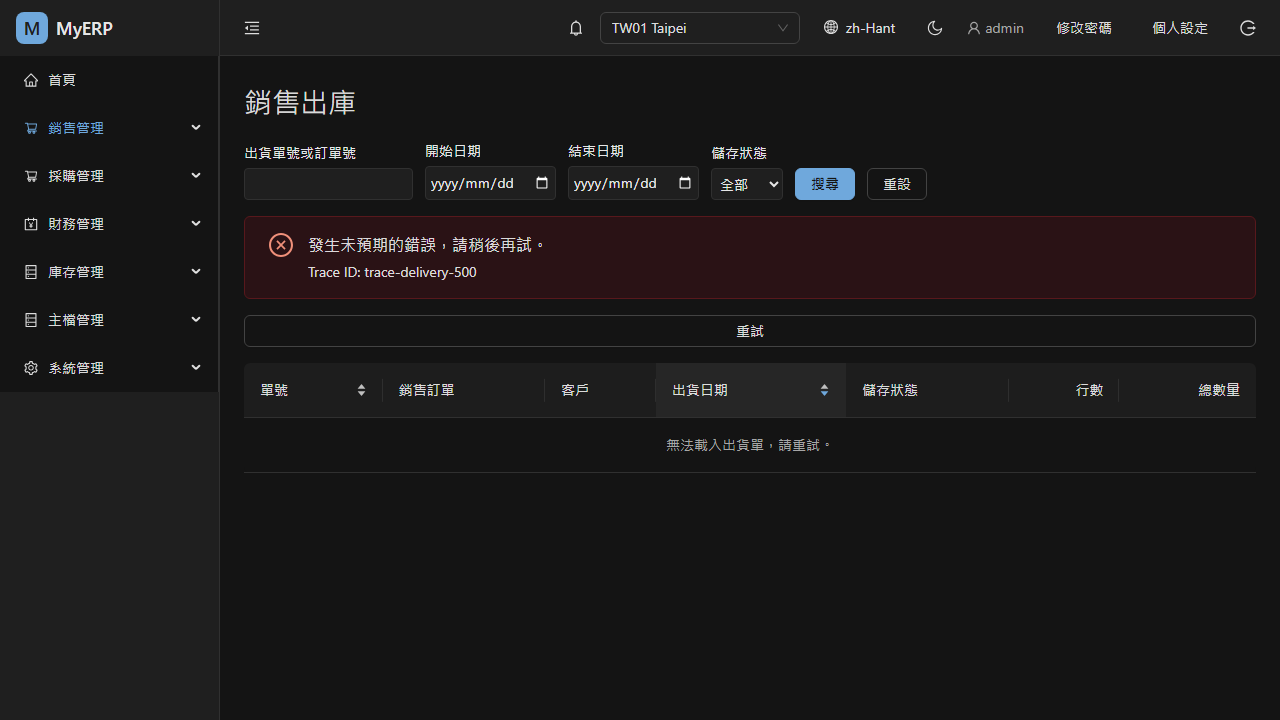 M MyERP
TW01 Taipei
zh-Hant
admin
修改密碼
個人設定
首頁
銷售管理
採購管理
財務管理
庫存管理
主檔管理
系統管理
銷售出庫
出貨單號或訂單號
開始日期
結束日期
儲存狀態
yyyy/mm/dd
yyyy/mm/dd
全部
搜尋
重設
發生未預期的錯誤，請稍後再試。
Trace ID: trace-delivery-500
重試
單號 銷售訂單 客戶 出貨日期 儲存狀態 行數 總數量
無法載入出貨單，請重試。